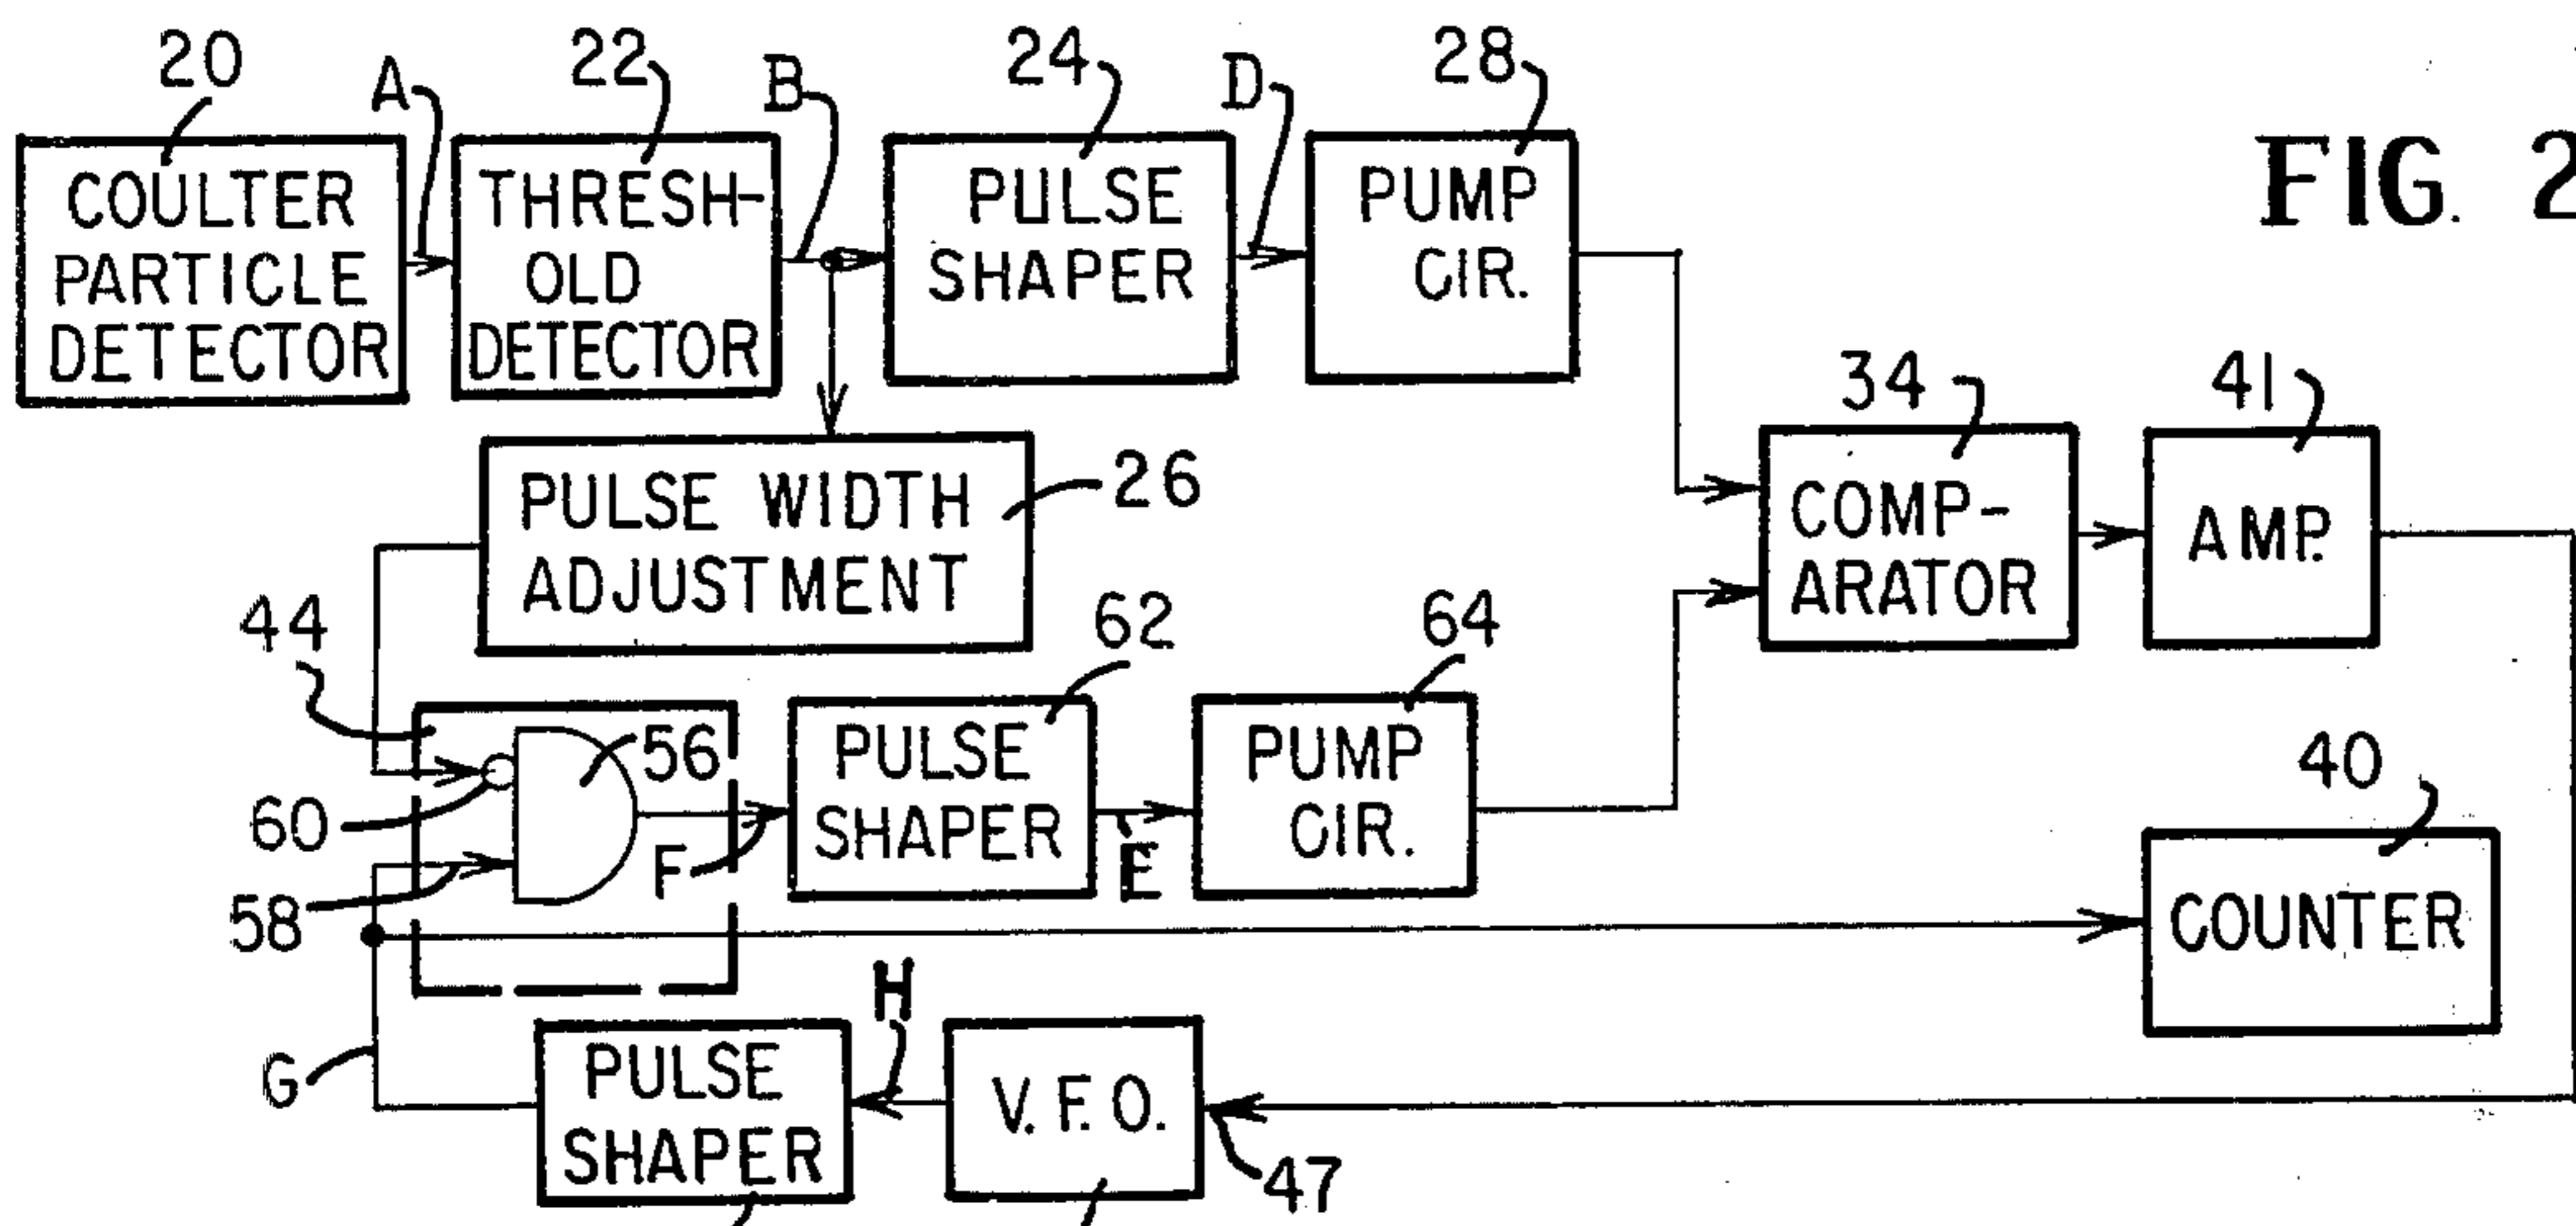 20
A
22
B
24
D
28
FIG. 2
COULTER
PARTICLE
DETECTOR
THRESH-
OLD
DETECTOR
PULSE
SHAPER
PUMP
CIR.
34
41
PULSE WIDTH
ADJUSTMENT
26
COMP-
ARATOR
AMP.
44
62
64
56
60
58
F
PULSE
SHAPER
E
PUMP
CIR.
40
COUNTER
G
PULSE
SHAPER
H
V.F.O.
47